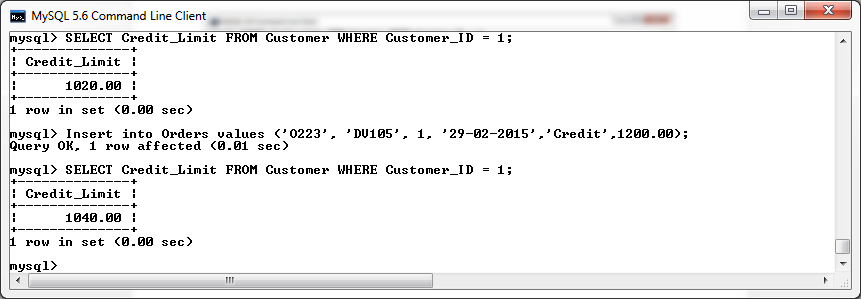 MySQL 5.6 Command Line Client
mysql> SELECT Credit_Limit FROM Customer WHERE Customer_ID = 1;
+--------------+
| Credit_Limit |
+--------------+
|      1020.00 |
+--------------+
1 row in set (0.00 sec)
mysql> Insert into Orders values ('O223', 'DV105', 1, '29-02-2015','Credit',1200.00);
Query OK, 1 row affected (0.01 sec)
mysql> SELECT Credit_Limit FROM Customer WHERE Customer_ID = 1;
+--------------+
| Credit_Limit |
+--------------+
|      1040.00 |
+--------------+
1 row in set (0.00 sec)
mysql>